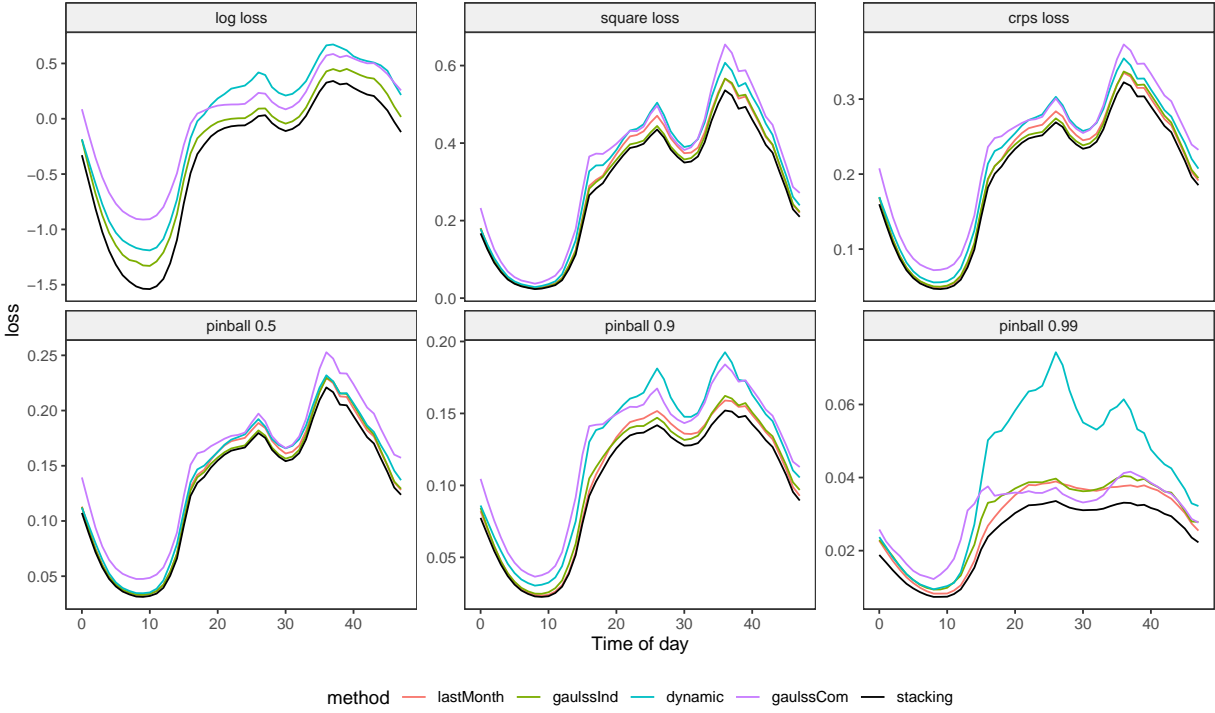 log loss
square loss
crps loss
0.5
0.0
−0.5
−1.0
−1.5
0.6
0.4
0.2
0.0
0.3
0.2
0.1
loss
pinball 0.5
pinball 0.9
pinball 0.99
0.25
0.20
0.15
0.10
0.05
0.20
0.15
0.10
0.05
0.06
0.04
0.02
0 10 20 30 40
0 10 20 30 40
0 10 20 30 40
Time of day
method lastMonth gaulssInd dynamic gaulssCom stacking